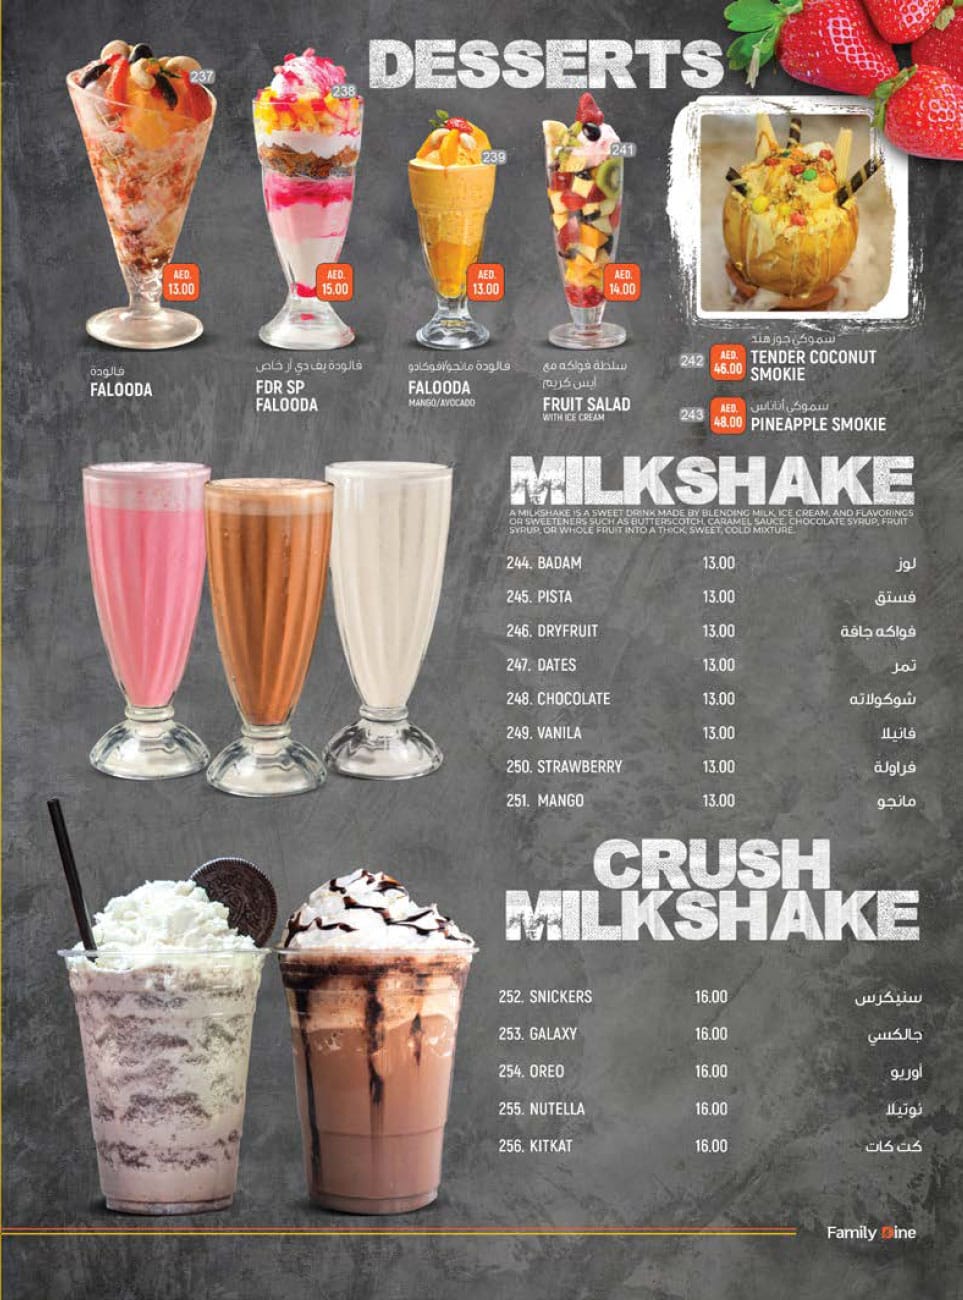 DESSERTS
237
AED.
13.00
فالودة
FALOODA
238
AED.
15.00
فالودة يف دي آر خاص
FDR SP
FALOODA
239
AED.
13.00
فالودة مانجو/افوكادو
FALOODA
MANGO/AVOCADO
241
AED.
14.00
سلطة فواكه مع
آيس كريم
FRUIT SALAD
WITH ICE CREAM
242
AED.
46.00
سموكي جوز هند
TENDER COCONUT
SMOKIE
243
AED.
48.00
سموكي أناناس
PINEAPPLE SMOKIE
MILKSHAKE
A MILKSHAKE IS A SWEET DRINK MADE BY BLENDING MILK, ICE CREAM, AND FLAVORINGS
OR SWEETENERS SUCH AS BUTTERSCOTCH, CARAMEL SAUCE, CHOCOLATE SYRUP, FRUIT
SYRUP, OR WHOLE FRUIT INTO A THICK, SWEET, COLD MIXTURE.
244. BADAM 13.00 لوز
245. PISTA 13.00 فستق
246. DRYFRUIT 13.00 فواكه جافة
247. DATES 13.00 تمر
248. CHOCOLATE 13.00 شوكولاته
249. VANILA 13.00 فانيلا
250. STRAWBERRY 13.00 فراولة
251. MANGO 13.00 مانجو
CRUSH
MILKSHAKE
252. SNICKERS 16.00 سنيكرس
253. GALAXY 16.00 جالكسي
254. OREO 16.00 أوريو
255. NUTELLA 16.00 نوتيلا
256. KITKAT 16.00 كت كات
Family Dine